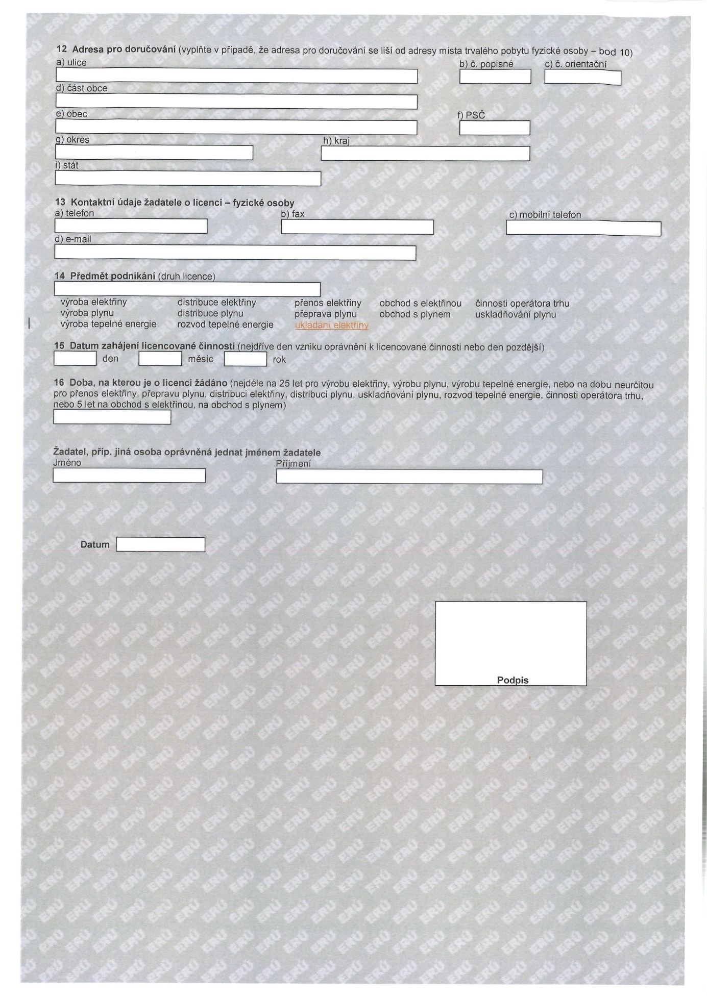 12 Adresa pro doručování (vyplňte v případě, že adresa pro doručování se liší od adresy místa trvalého pobytu fyzické osoby – bod 10)
a) ulice b) č. popisné c) č. orientační
d) část obce
e) obec f) PSČ
g) okres h) kraj
i) stát
13 Kontaktní údaje žadatele o licenci – fyzické osoby
a) telefon b) fax c) mobilní telefon
d) e-mail
14 Předmět podnikání (druh licence)
výroba elektřiny distribuce elektřiny přenos elektřiny obchod s elektřinou činnosti operátora trhu
výroba plynu distribuce plynu přeprava plynu obchod s plynem uskladňování plynu
výroba tepelné energie rozvod tepelné energie ukládání elektřiny
15 Datum zahájení licencované činnosti (nejdříve den vzniku oprávnění k licencované činnosti nebo den pozdější)
den měsíc rok
16 Doba, na kterou je o licenci žádáno (nejdéle na 25 let pro výrobu elektřiny, výrobu plynu, výrobu tepelné energie, nebo na dobu neurčitou
pro přenos elektřiny, přepravu plynu, distribuci elektřiny, distribuci plynu, uskladňování plynu, rozvod tepelné energie, činnosti operátora trhu,
nebo 5 let na obchod s elektřinou, na obchod s plynem)
Žadatel, příp. jiná osoba oprávněná jednat jménem žadatele
Jméno Příjmení
Datum
Podpis